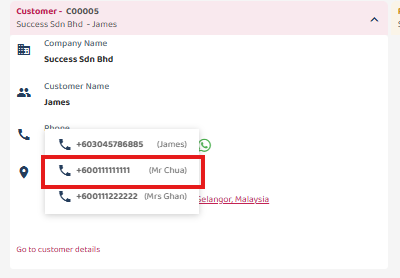 Customer - C00005
Success Sdn Bhd - James
Company Name
Success Sdn Bhd
Customer Name
James
Phone
+603045786885 (James)
+600111111111 (Mr Chua)
+600111222222 (Mrs Ghan)
Selangor, Malaysia
Go to customer details